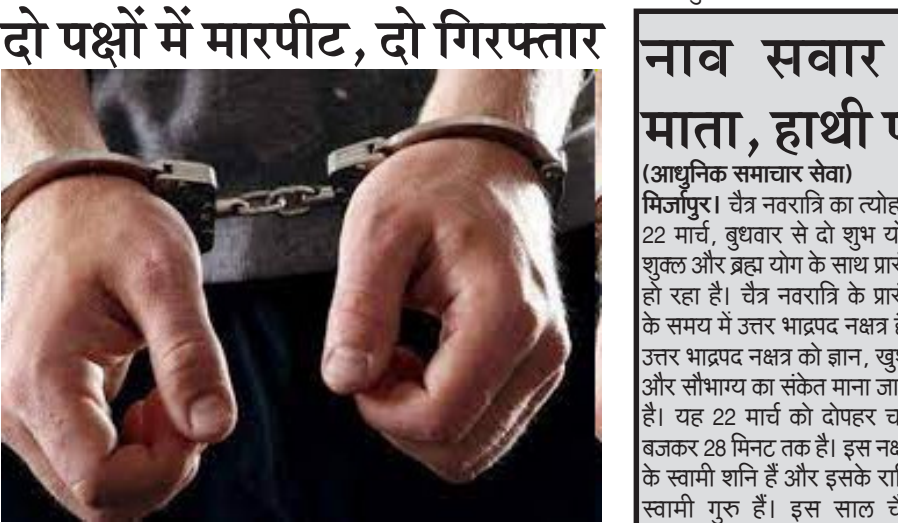 दो पक्षों में मारपीट, दो गिरफ्तार
नाव सवार
माता, हाथी
(आधुनिक समाचार सेवा)
मिर्जापुर। चैत्र नवरात्रि का
22 मार्च, बुधवार से दो शुभ
शुक्ल और ब्रह्म योग के साथ
हो रहा है। चैत्र नवरात्रि के
के समय में उत्तर भाद्रपद नक्षत्र
उत्तर भाद्रपद नक्षत्र को ज्ञान,
और सौभाग्य का संकेत माना
है। यह 22 मार्च को दोपहर
बजकर 28 मिनट तक है। इस
के स्वामी शनि हैं और इसके
स्वामी गुरु हैं। इस साल